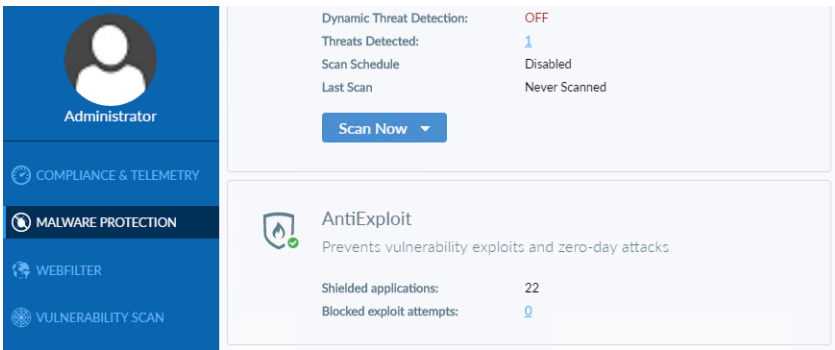 Administrator
COMPLIANCE & TELEMETRY
MALWARE PROTECTION
WEBFILTER
VULNERABILITY SCAN
Dynamic Threat Detection: OFF
Threats Detected: 1
Scan Schedule Disabled
Last Scan Never Scanned
Scan Now
AntiExploit
Prevents vulnerability exploits and zero-day attacks
Shielded applications: 22
Blocked exploit attempts: 0